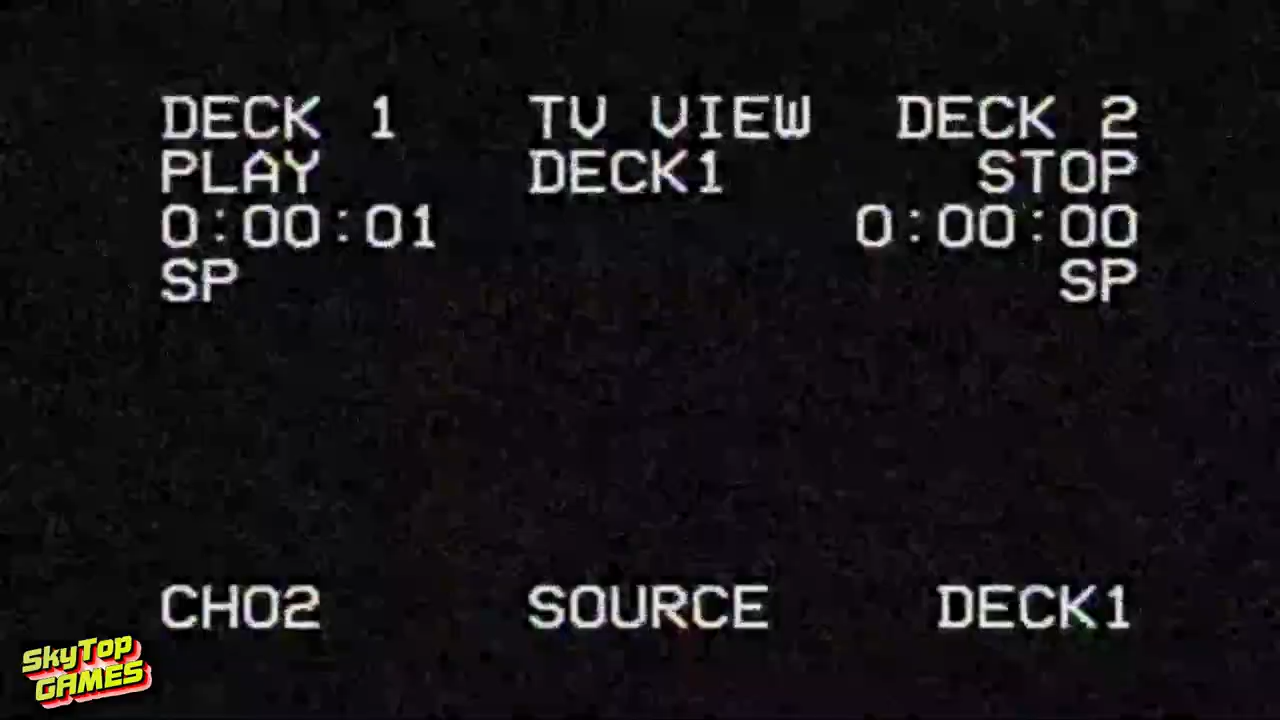 DECK 1 TV VIEW DECK 2
PLAY DECK1 STOP
0:00:01 0:00:00
SP SP
CH02 SOURCE DECK1
SkyTop
GAMES